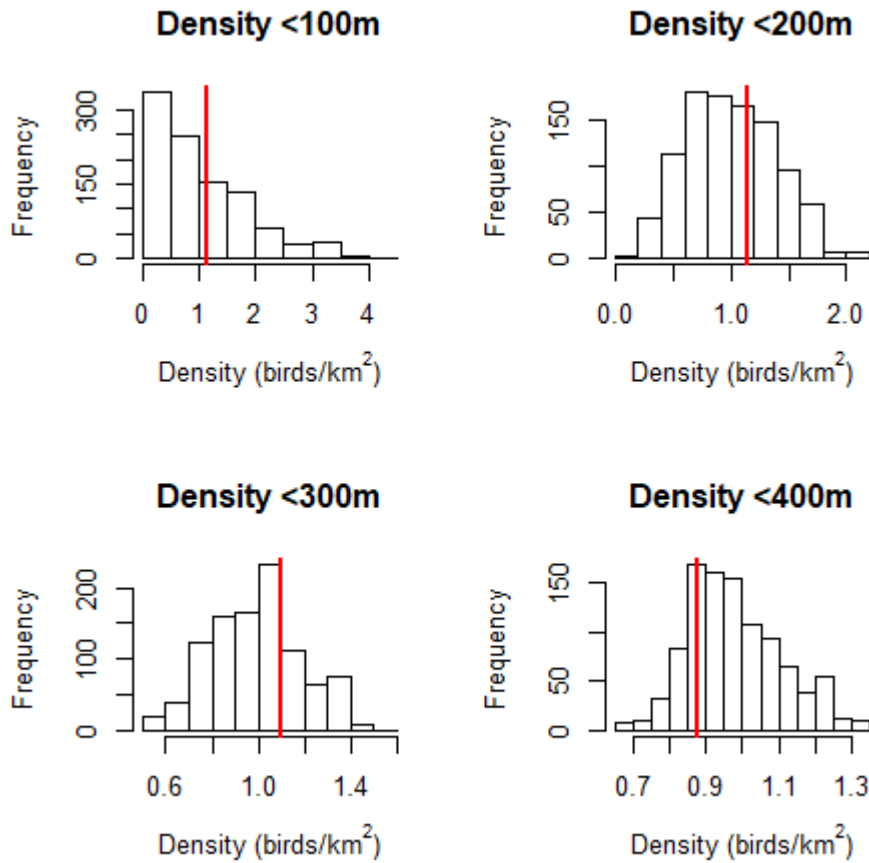 Density <100m
Frequency
0
150
300
0 1 2 3 4
Density (birds/km²)
Density <200m
Frequency
0
50
150
0.0 1.0 2.0
Density (birds/km²)
Density <300m
Frequency
0
100
200
0.6 1.0 1.4
Density (birds/km²)
Density <400m
Frequency
0
50
150
0.7 0.9 1.1 1.3
Density (birds/km²)